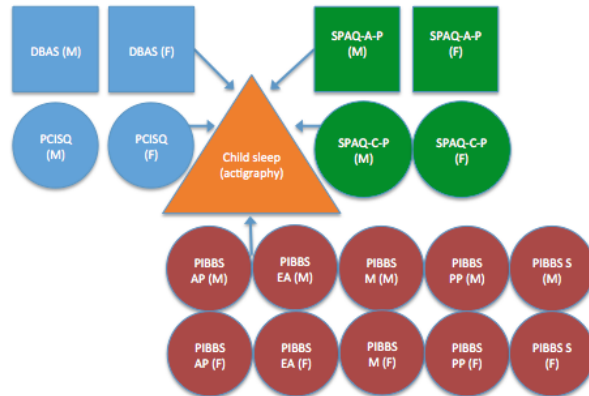 DBAS (M)
DBAS (F)
SPAQ-A-P
(M)
SPAQ-A-P
(F)
PCISQ
(M)
PCISQ
(F)
Child sleep
(actigraphy)
SPAQ-C-P
(M)
SPAQ-C-P
(F)
PIBBS
AP (M)
PIBBS
EA (M)
PIBBS
M (M)
PIBBS
PP (M)
PIBBS S
(M)
PIBBS
AP (F)
PIBBS
EA (F)
PIBBS
M (F)
PIBBS
PP (F)
PIBBS S
(F)